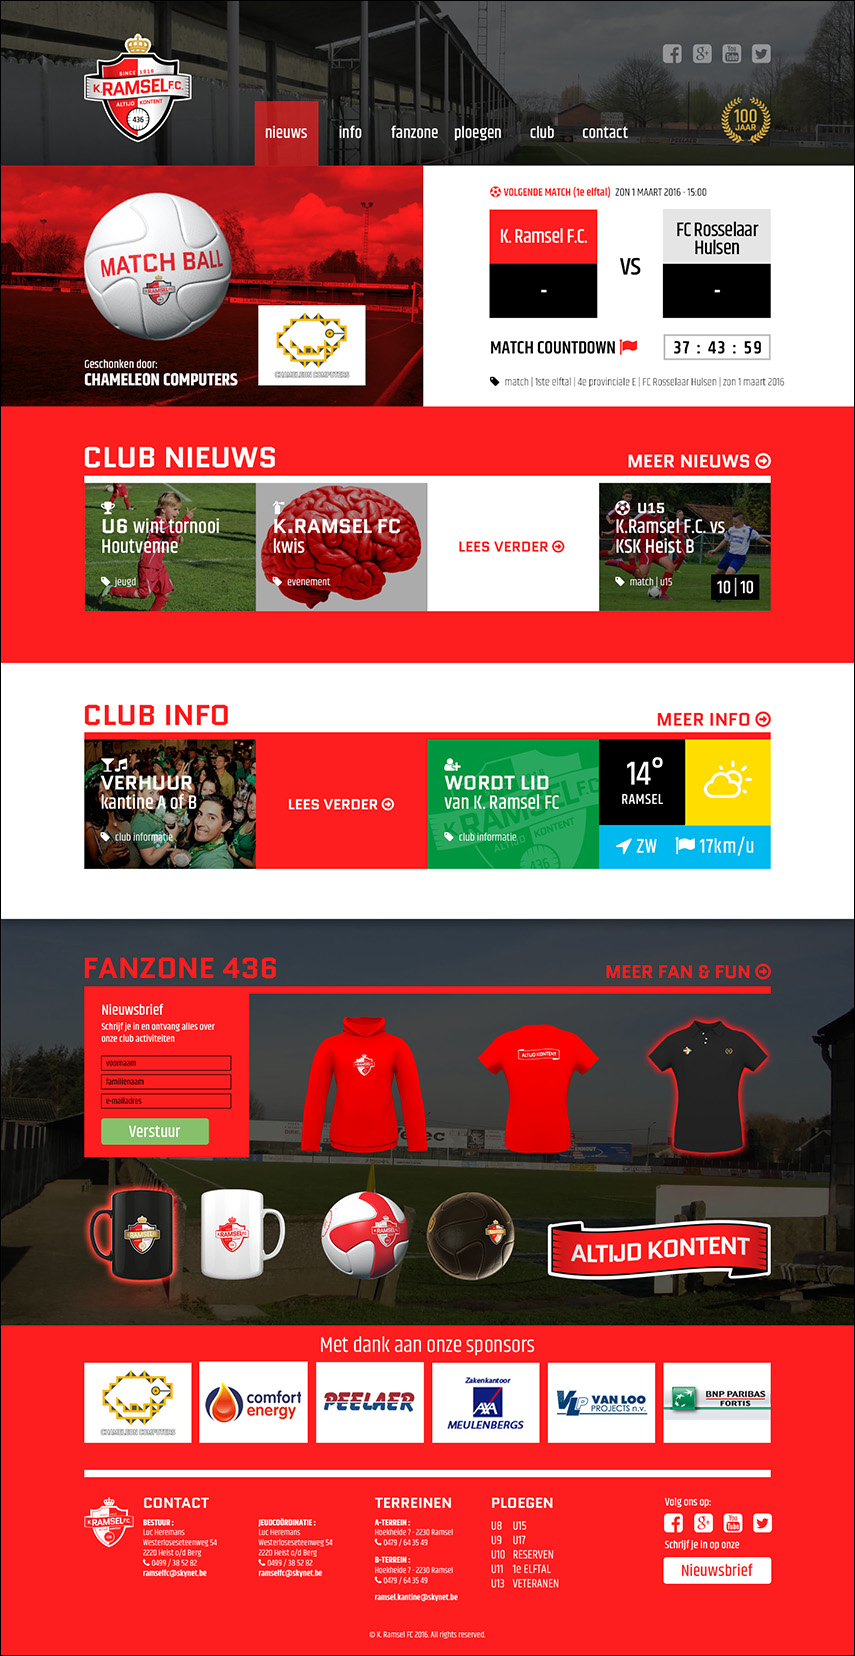 SINCE 1916
K. RAMSEL F.C.
ALTIJD KONTENT
436
nieuws
info
fanzone
ploegen
club
contact
100
JAAR
MATCH BALL
Geschonken door:
CHAMELEON COMPUTERS
CHAMELEON COMPUTERS
VOLGENDE MATCH (1e elftal) ZON 1 MAART 2016 - 15:00
K. Ramsel F.C.
-
VS
FC Rosselaar
Hulsen
-
MATCH COUNTDOWN
37 : 43 : 59
match | 1ste elftal | 4e provinciale E | FC Rosselaar Hulsen | zon 1 maart 2016
CLUB NIEUWS
MEER NIEUWS
U6 wint tornooi
Houtvenne
jeugd
K.RAMSEL FC
kwis
evenement
LEES VERDER
U15
K.Ramsel F.C. vs
KSK Heist B
match | u15
10 | 10
CLUB INFO
MEER INFO
VERHUUR
kantine A of B
club informatie
LEES VERDER
WORDT LID
van K. Ramsel FC
club informatie
14°
RAMSEL
ZW
17km/u
FANZONE 436
MEER FAN & FUN
Nieuwsbrief
Schrijf je in en ontvang alles over
onze club activiteiten
voornaam
familienaam
e-mailadres
Verstuur
ALTIJD KONTENT
ALTIJD KONTENT
Met dank aan onze sponsors
CHAMELEON COMPUTERS
comfort
energy
PEELAER
Zakenkantoor
AXA
MEULENBERGS
VLP VAN LOO
PROJECTS n.v.
BNP PARIBAS
FORTIS
K.RAMSEL F.C.
CONTACT
BESTUUR :
Luc Heremans
Westerloseseteenweg 54
2220 Heist o/d Berg
0499 / 38 52 82
ramselfc@skynet.be
JEUDCOÖRDINATIE :
Luc Heremans
Westerloseseteenweg 54
2220 Heist o/d Berg
0499 / 38 52 82
ramselfc@skynet.be
TERREINEN
A-TERREIN :
Hoekheide 7 - 2230 Ramsel
0479 / 64 35 49
B-TERREIN :
Hoekheide 7 - 2230 Ramsel
0479 / 64 35 49
ramsel.kantine@skynet.be
PLOEGEN
U8 U15
U9 U17
U10 RESERVEN
U11 1e ELFTAL
U13 VETERANEN
Volg ons op:
Schrijf je in op onze
Nieuwsbrief
© K. Ramsel FC 2016. All rights reserved.